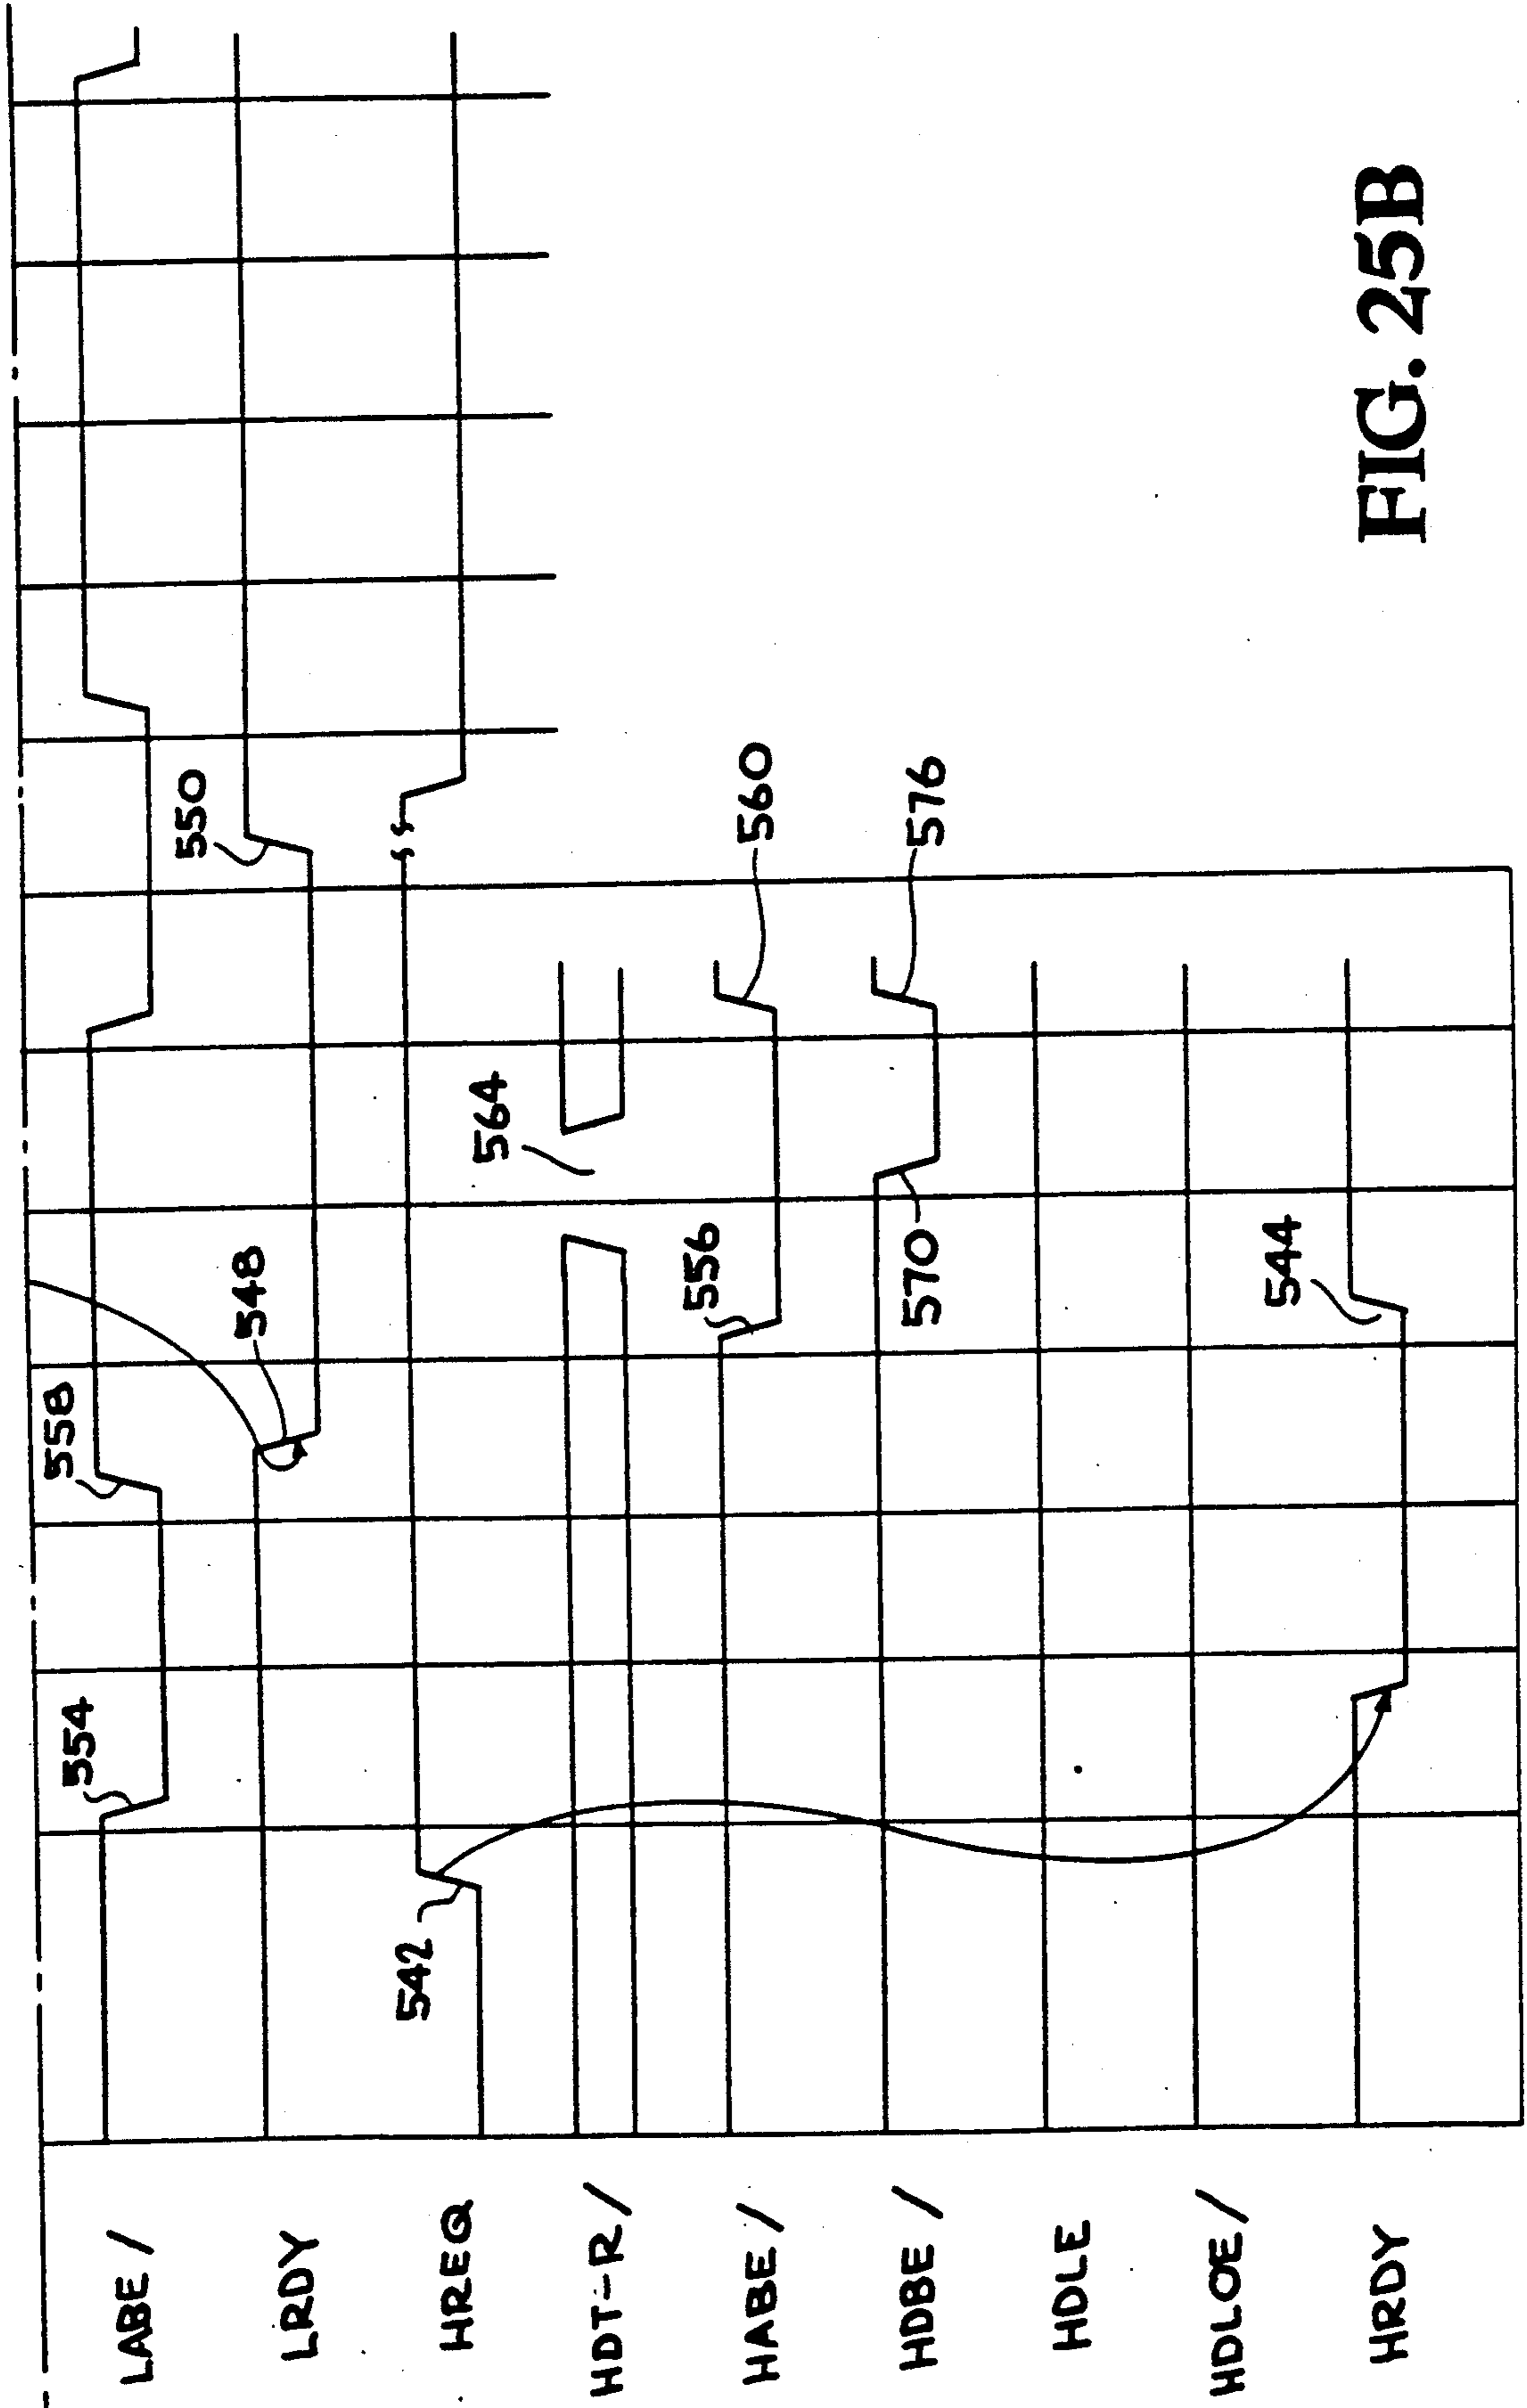 LABE /
LRDY
HREQ
HDT-R/
HABE /
HDBE /
HDLE
HDLOE /
HRDY
554
558
548
550
542
564
556
560
570
576
544
FIG. 25B